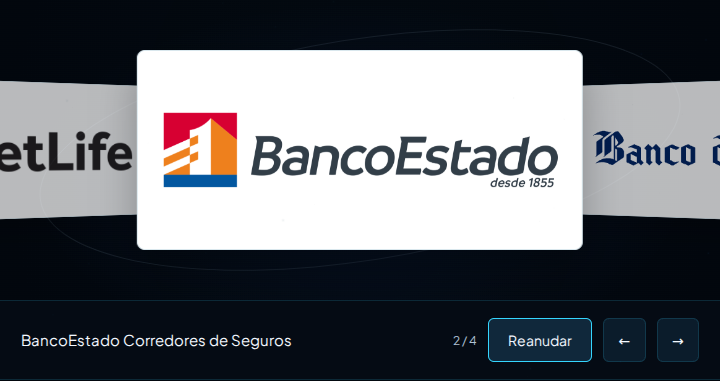 etLife
BancoEstado
desde 1855
Banco
BancoEstado Corredores de Seguros
2/4
Reanudar
←
→